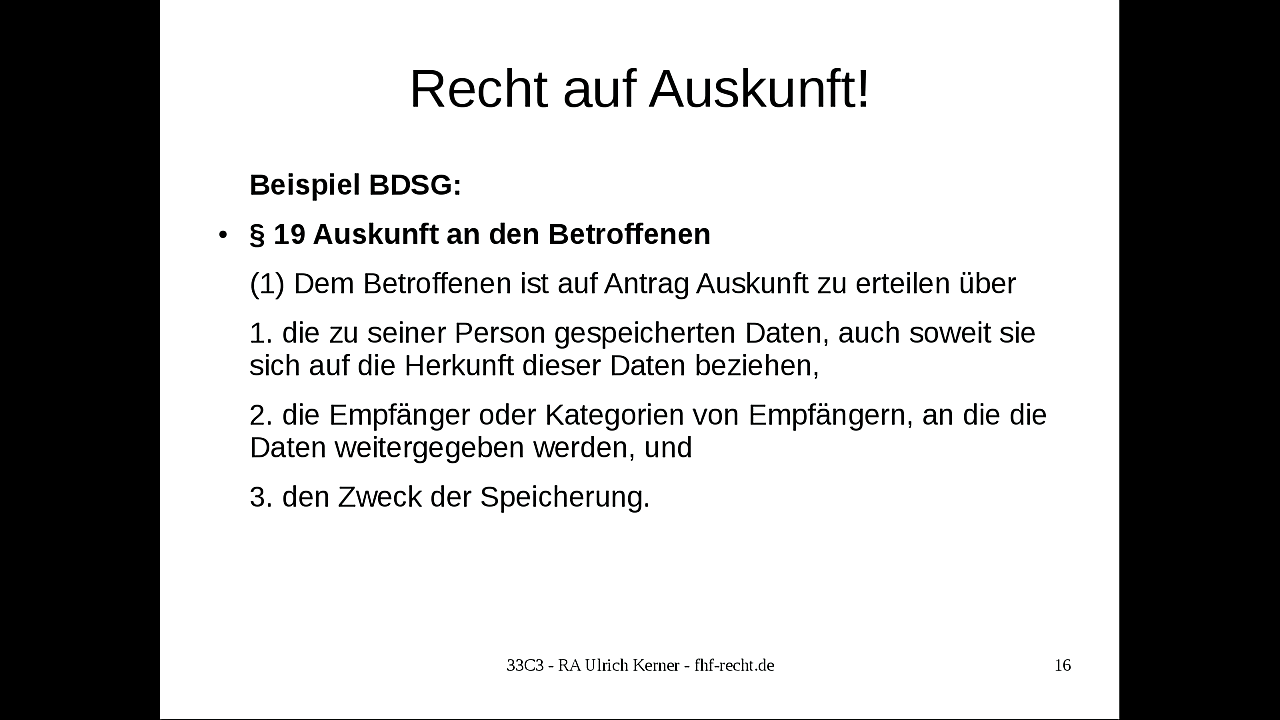 Recht auf Auskunft!
Beispiel BDSG:
• § 19 Auskunft an den Betroffenen
(1) Dem Betroffenen ist auf Antrag Auskunft zu erteilen über
1. die zu seiner Person gespeicherten Daten, auch soweit sie
sich auf die Herkunft dieser Daten beziehen,
2. die Empfänger oder Kategorien von Empfängern, an die die
Daten weitergegeben werden, und
3. den Zweck der Speicherung.
33C3 - RA Ulrich Kerner - fhf-recht.de
16